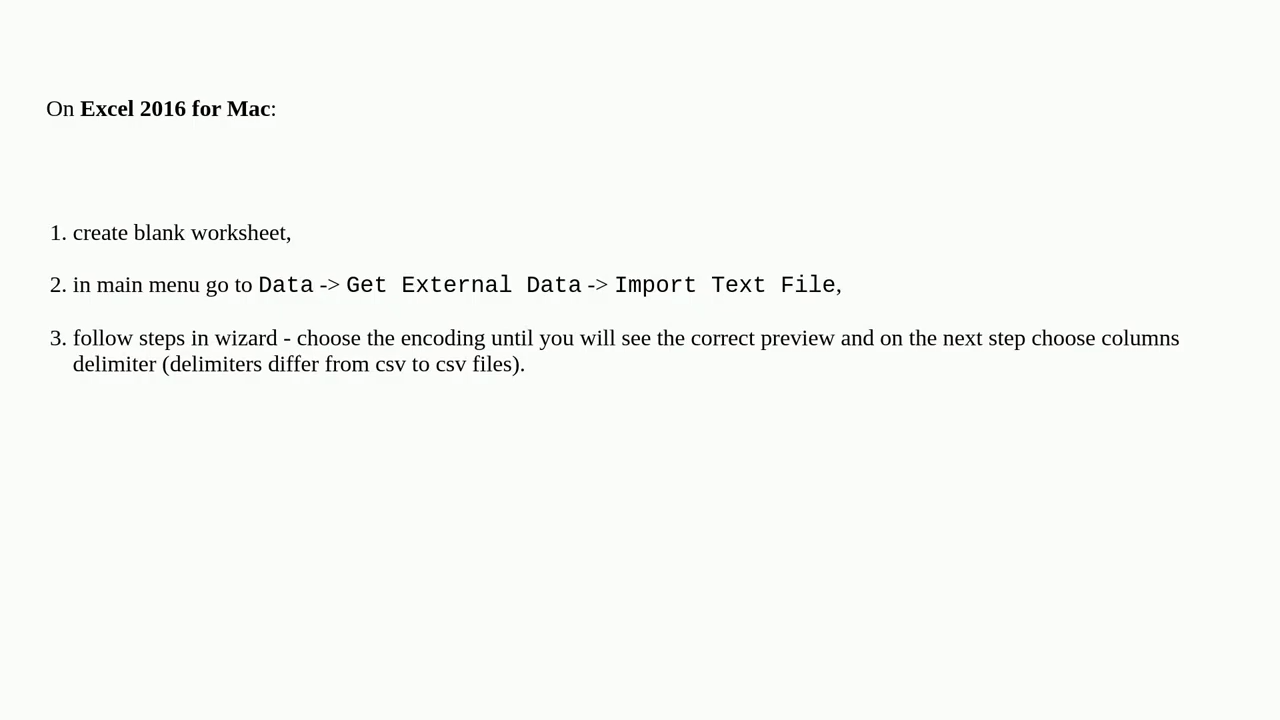 On Excel 2016 for Mac:
1. create blank worksheet,
2. in main menu go to Data -> Get External Data -> Import Text File,
3. follow steps in wizard - choose the encoding until you will see the correct preview and on the next step choose columns
delimiter (delimiters differ from csv to csv files).